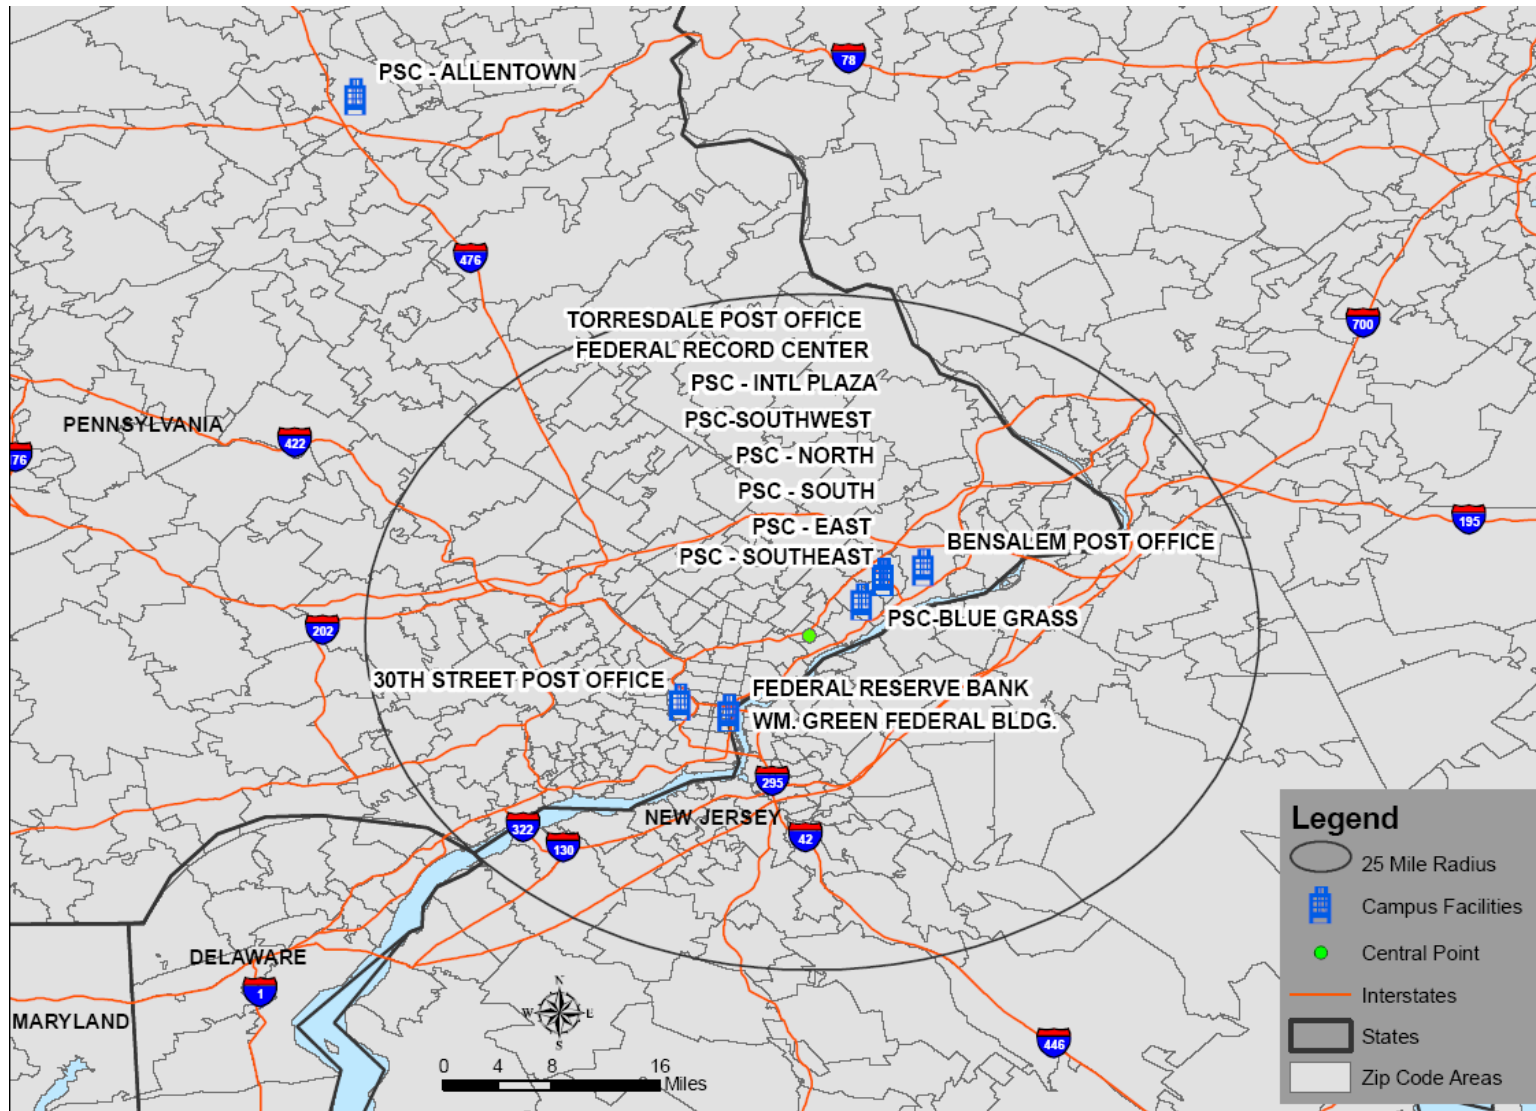 PSC - ALLENTOWN
78
476
TORRESDALE POST OFFICE
FEDERAL RECORD CENTER
700
PSC - INTL PLAZA
PENNSYLVANIA
PSC-SOUTHWEST
422
76
PSC - NORTH
PSC - SOUTH
195
PSC - EAST
BENSALEM POST OFFICE
PSC - SOUTHEAST
PSC-BLUE GRASS
202
30TH STREET POST OFFICE
FEDERAL RESERVE BANK
WM. GREEN FEDERAL BLDG.
295
NEW JERSEY
322
130
42
Legend
25 Mile Radius
Campus Facilities
Central Point
Interstates
States
Zip Code Areas
DELAWARE
1
MARYLAND
N
W E
S
446
0 4 8 16
Miles